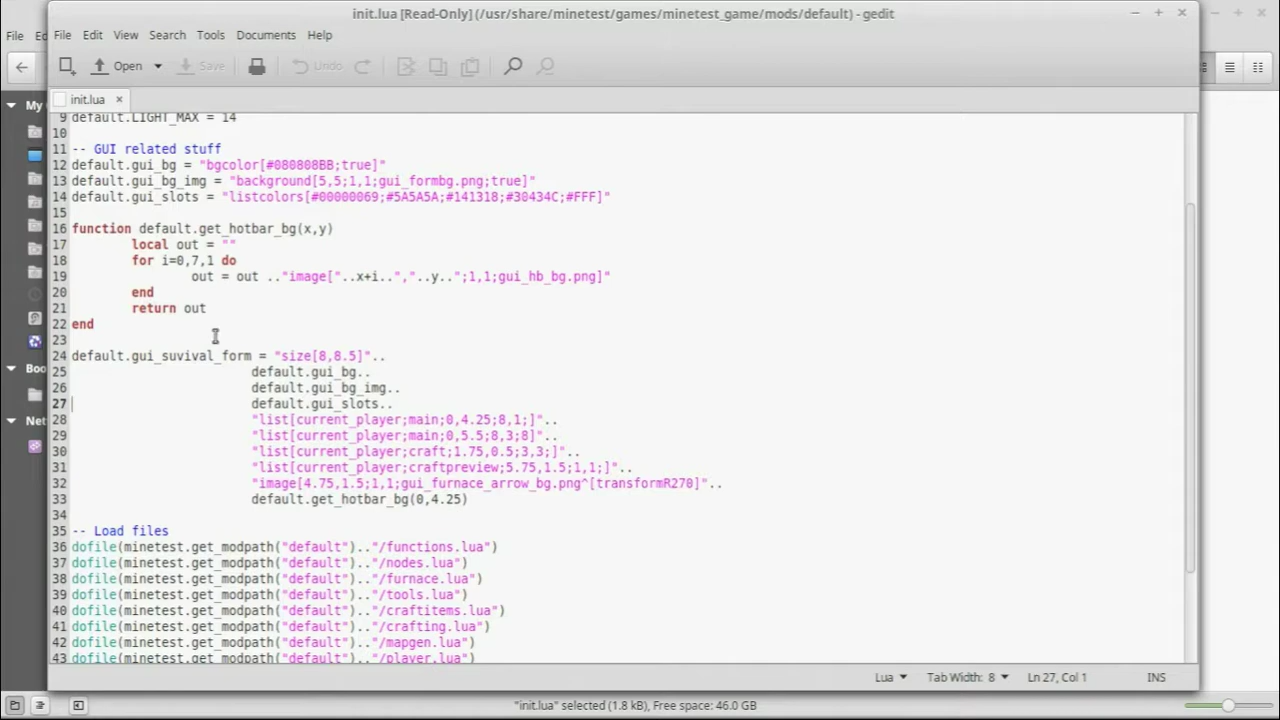 init.lua [Read-Only] (/usr/share/minetest/games/minetest_game/mods/default) - gedit
File
File Edit View Search Tools Documents Help
Open Save Undo
init.lua
My
9 default.LIGHT_MAX = 14
10
11 -- GUI related stuff
12 default.gui_bg = "bgcolor[#080808BB;true]"
13 default.gui_bg_img = "background[5,5;1,1;gui_formbg.png;true]"
14 default.gui_slots = "listcolors[#00000069;#5A5A5A;#141318;#30434C;#FFF]"
15
16 function default.get_hotbar_bg(x,y)
17 local out = ""
18 for i=0,7,1 do
19 out = out .."image["..x+i..","..y..";1,1;gui_hb_bg.png]"
20 end
21 return out
22 end
23
24 default.gui_suvival_form = "size[8,8.5]"..
25 default.gui_bg..
26 default.gui_bg_img..
27 default.gui_slots..
28 "list[current_player;main;0,4.25;8,1;]"..
29 "list[current_player;main;0,5.5;8,3;8]"..
30 "list[current_player;craft;1.75,0.5;3,3;]"..
31 "list[current_player;craftpreview;5.75,1.5;1,1;]"..
32 "image[4.75,1.5;1,1;gui_furnace_arrow_bg.png^[transformR270]"..
33 default.get_hotbar_bg(0,4.25)
34
35 -- Load files
36 dofile(minetest.get_modpath("default").."/functions.lua")
37 dofile(minetest.get_modpath("default").."/nodes.lua")
38 dofile(minetest.get_modpath("default").."/furnace.lua")
39 dofile(minetest.get_modpath("default").."/tools.lua")
40 dofile(minetest.get_modpath("default").."/craftitems.lua")
41 dofile(minetest.get_modpath("default").."/crafting.lua")
42 dofile(minetest.get_modpath("default").."/mapgen.lua")
43 dofile(minetest.get_modpath("default").."/player.lua")
Boo
Net
Lua Tab Width: 8 Ln 27, Col 1 INS
"init.lua" selected (1.8 kB), Free space: 46.0 GB